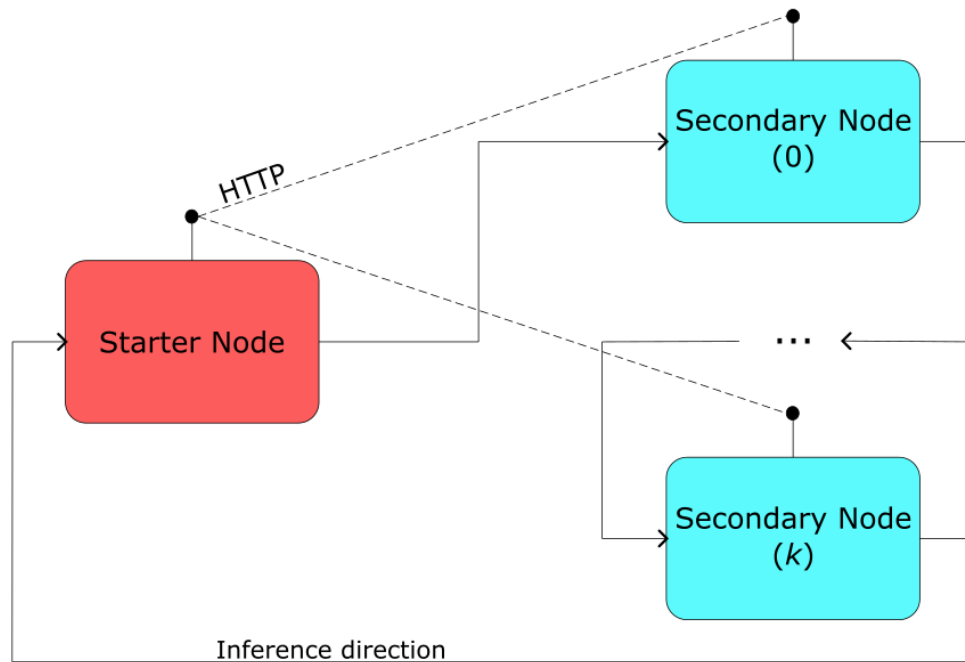 Secondary Node
(0)
HTTP
Starter Node
...
Secondary Node
(k)
Inference direction